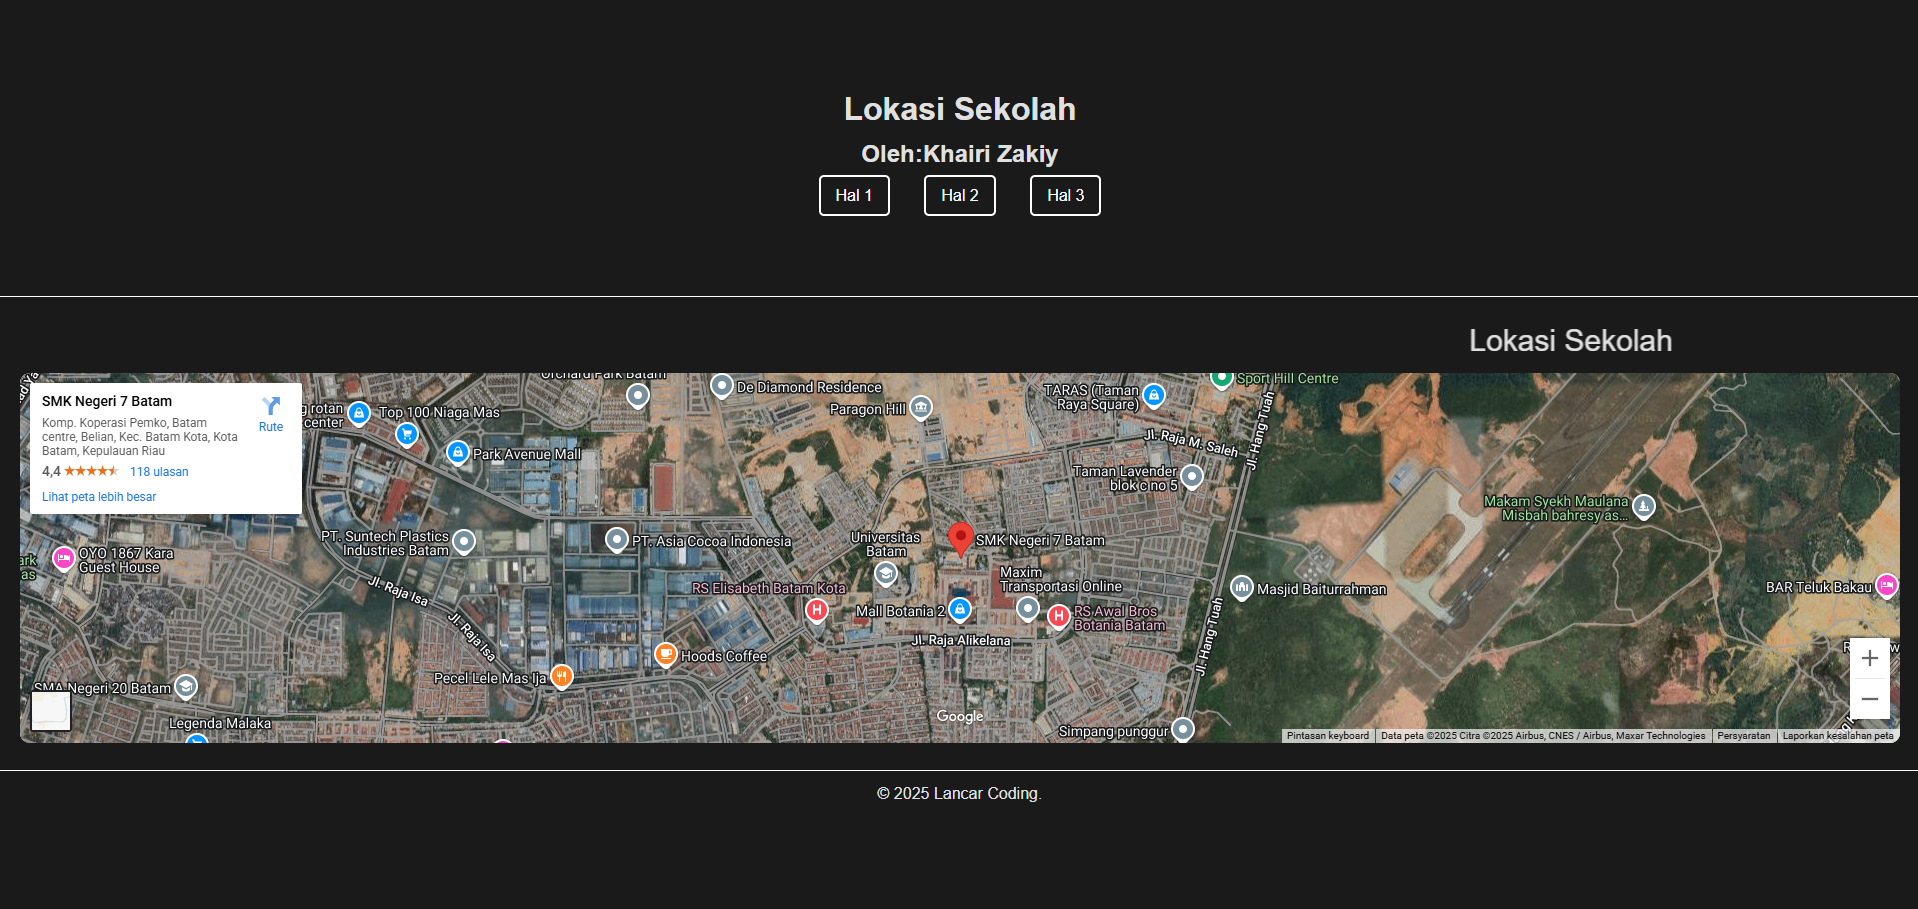 Lokasi Sekolah
Oleh:Khairi Zakiy
Hal 1
Hal 2
Hal 3
Lokasi Sekolah
SMK Negeri 7 Batam
Komp. Koperasi Pemko, Batam
centre, Belian, Kec. Batam Kota, Kota
Batam, Kepulauan Riau
4,4
118 ulasan
Lihat peta lebih besar
Rute
rotan
center
Top 100 Niaga Mas
Orchard Park Batam
De Diamond Residence
Paragon Hill
TARAS (Taman
Raya Square)
Sport Hill Centre
Park Avenue Mall
Jl. Raja M. Saleh
Jl. Hang Tuah
Taman Lavender
blok c no 5
Makam Syekh Maulana
Misbah bahresy as...
PT. Suntech Plastics
Industries Batam
PT. Asia Cocoa Indonesia
Universitas
Batam
SMK Negeri 7 Batam
OYO 1867 Kara
Guest House
Maxim
Transportasi Online
RS Elisabeth Batam Kota
Masjid Baiturrahman
BAR Teluk Bakau
Jl. Raja Isa
Mall Botania 2
RS Awal Bros
Botania Batam
Jl. Raja Isa
Jl. Raja Alikelana
Jl. Hang Tuah
Hoods Coffee
Pecel Lele Mas Ija
SMA Negeri 20 Batam
Legenda Malaka
Google
Simpang punggur
Pintasan keyboard
Data peta ©2025 Citra ©2025 Airbus, CNES / Airbus, Maxar Technologies
Persyaratan
Laporkan kesalahan peta
© 2025 Lancar Coding.